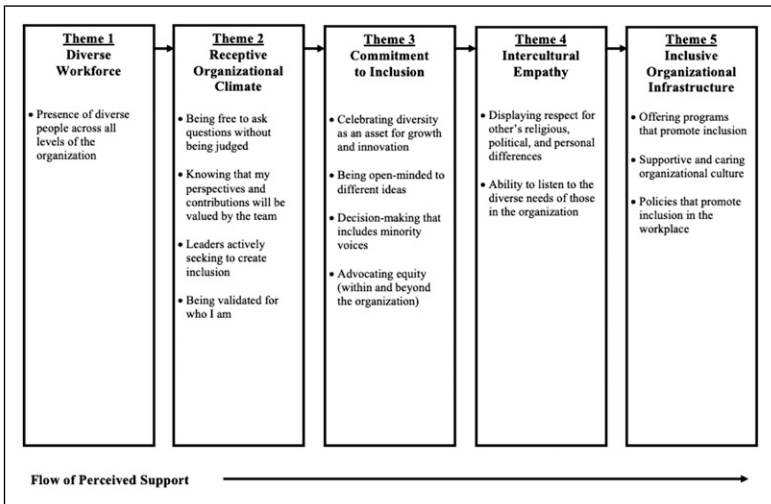 Theme 1
Diverse
Workforce
• Presence of diverse
people across all
levels of the
organization
Theme 2
Receptive
Organizational
Climate
• Being free to ask
questions without
being judged
• Knowing that my
perspectives and
contributions will be
valued by the team
• Leaders actively
seeking to create
inclusion
• Being validated for
who I am
Theme 3
Commitment
to Inclusion
• Celebrating diversity
as an asset for growth
and innovation
• Being open-minded to
different ideas
• Decision-making that
includes minority
voices
• Advocating equity
(within and beyond
the organization)
Theme 4
Intercultural
Empathy
• Displaying respect for
other's religious,
political, and personal
differences
• Ability to listen to the
diverse needs of those
in the organization
Theme 5
Inclusive
Organizational
Infrastructure
• Offering programs
that promote inclusion
• Supportive and caring
organizational culture
• Policies that promote
inclusion in the
workplace
Flow of Perceived Support